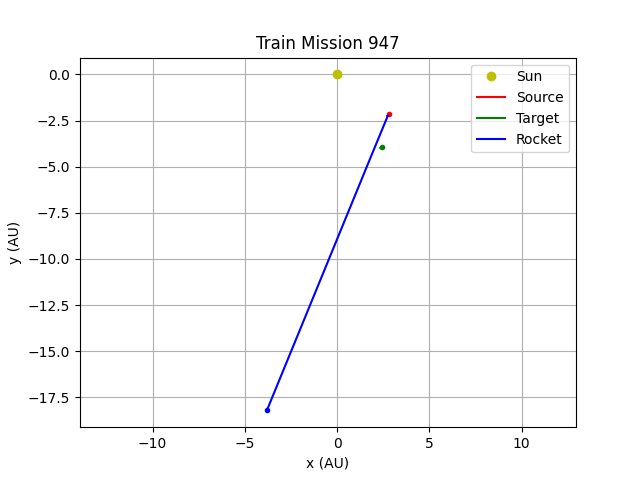 Train Mission 947
Sun
Source
Target
Rocket
0.0
−2.5
−5.0
−7.5
−10.0
−12.5
−15.0
−17.5
y (AU)
−10
−5
0
5
10
x (AU)